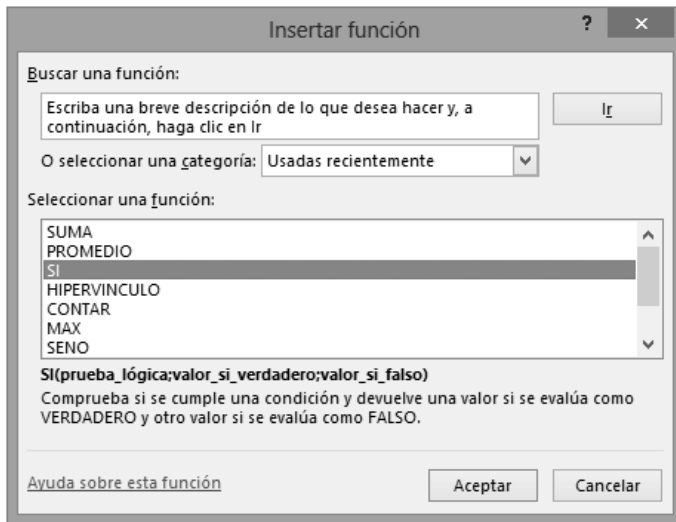 Insertar función
? ×
Buscar una función:
Escriba una breve descripción de lo que desea hacer y, a
continuación, haga clic en Ir
Ir
O seleccionar una categoría: Usadas recientemente
Seleccionar una función:
SUMA
PROMEDIO
SI
HIPERVINCULO
CONTAR
MAX
SENO
SI(prueba_lógica;valor_si_verdadero;valor_si_falso)
Comprueba si se cumple una condición y devuelve una valor si se evalúa como
VERDADERO y otro valor si se evalúa como FALSO.
Ayuda sobre esta función
Aceptar
Cancelar